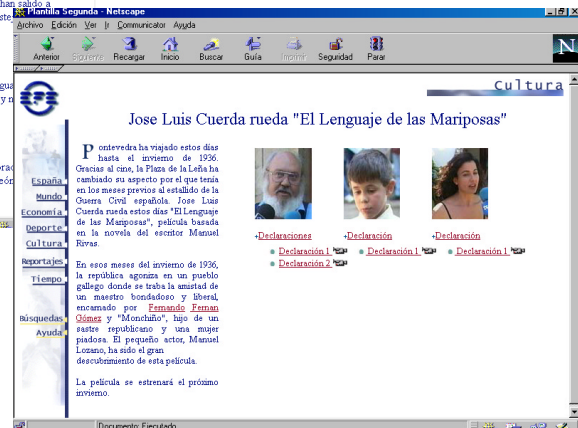 han salido a
Plantilla Segunda - Netscape
Archivo Edición Ver Ir Communicator Ayuda
Anterior Siguiente Recargar Inicio Buscar Guía Imprimir Seguridad Parar
N
Cultura
EFE
Jose Luis Cuerda rueda "El Lenguaje de las Mariposas"
España
Mundo
Economía
Deporte
Cultura
Reportajes
Tiempo
Búsquedas
Ayuda
Pontevedra ha viajado estos días
hasta el invierno de 1936.
Gracias al cine, la Plaza de la Leña ha
cambiado su aspecto por el que tenía
en los meses previos al estallido de la
Guerra Civil española. Jose Luis
Cuerda rueda estos días "El Lenguaje
de las Mariposas", película basada
en la novela del escritor Manuel
Rivas.
En esos meses del invierno de 1936,
la república agoniza en un pueblo
gallego donde se traba la amistad de
un maestro bondadoso y liberal,
encarnado por Fernando Fernan
Gómez y "Monchiño", hijo de un
sastre republicano y una mujer
piadosa. El pequeño actor, Manuel
Lozano, ha sido el gran
descubrimiento de esta película.
La película se estrenará el próximo
invierno.
+Declaraciones
Declaración 1
Declaración 2
+Declaración
Declaración 1
+Declaración
Declaración 1
Documento: Ejecutado